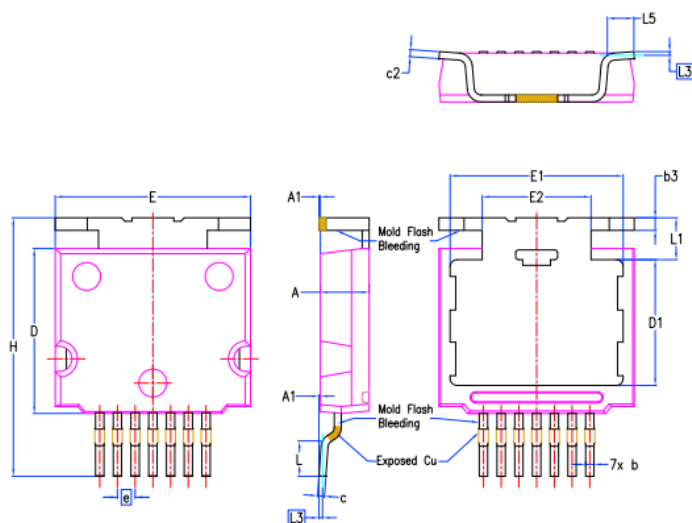 L5
c2
L3
E
A1
E1
E2
b3
Mold Flash
Bleeding
L1
A
D
H
D1
A1
Mold Flash
Bleeding
L
Exposed Cu
7x b
e
c
L3